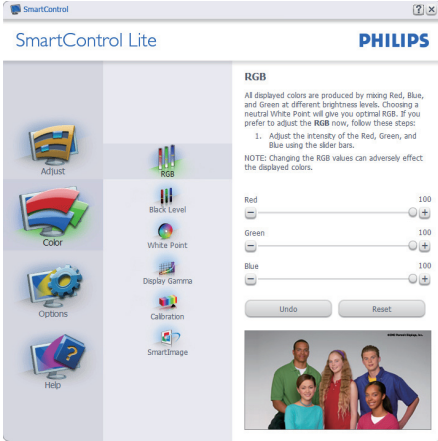 SmartControl
SmartControl Lite
PHILIPS
Adjust
Color
Options
Help
RGB
Black Level
White Point
Display Gamma
Calibration
SmartImage
RGB
All displayed colors are produced by mixing Red, Blue,
and Green at different brightness levels. Choosing a
neutral White Point will give you optimal RGB. If you
prefer to adjust the RGB now, follow these steps:
1. Adjust the intensity of the Red, Green, and
Blue using the slider bars.
NOTE: Changing the RGB values can adversely effect
the displayed colors.
Red 100
Green 100
Blue 100
Undo Reset